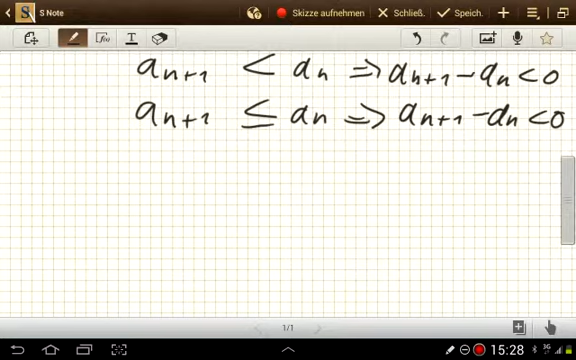 S Note Skizze aufnehmen Schließ. Speich.
f(x) T
a_{n+1} < a_n ⇒ a_{n+1} - a_n < 0
a_{n+1} ≤ a_n ⇒ a_{n+1} - a_n < 0
1/1
3G 15:28